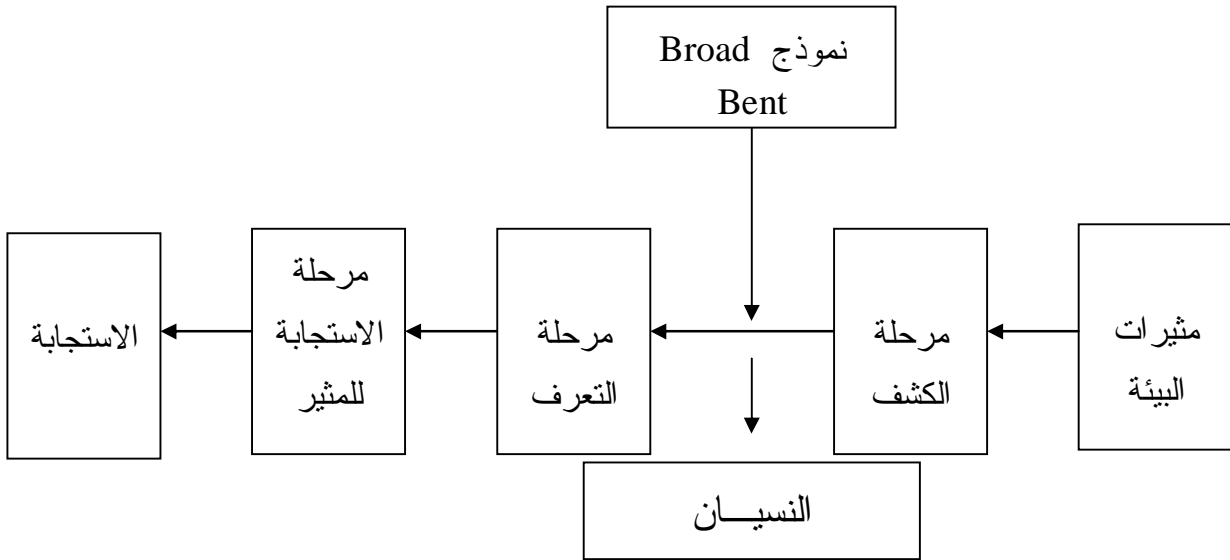 نموذج Broad
Bent
مثيرات
البيئة
مرحلة
الكشف
مرحلة
التعرف
مرحلة
الاستجابة
للمثير
الاستجابة
النسيـــان